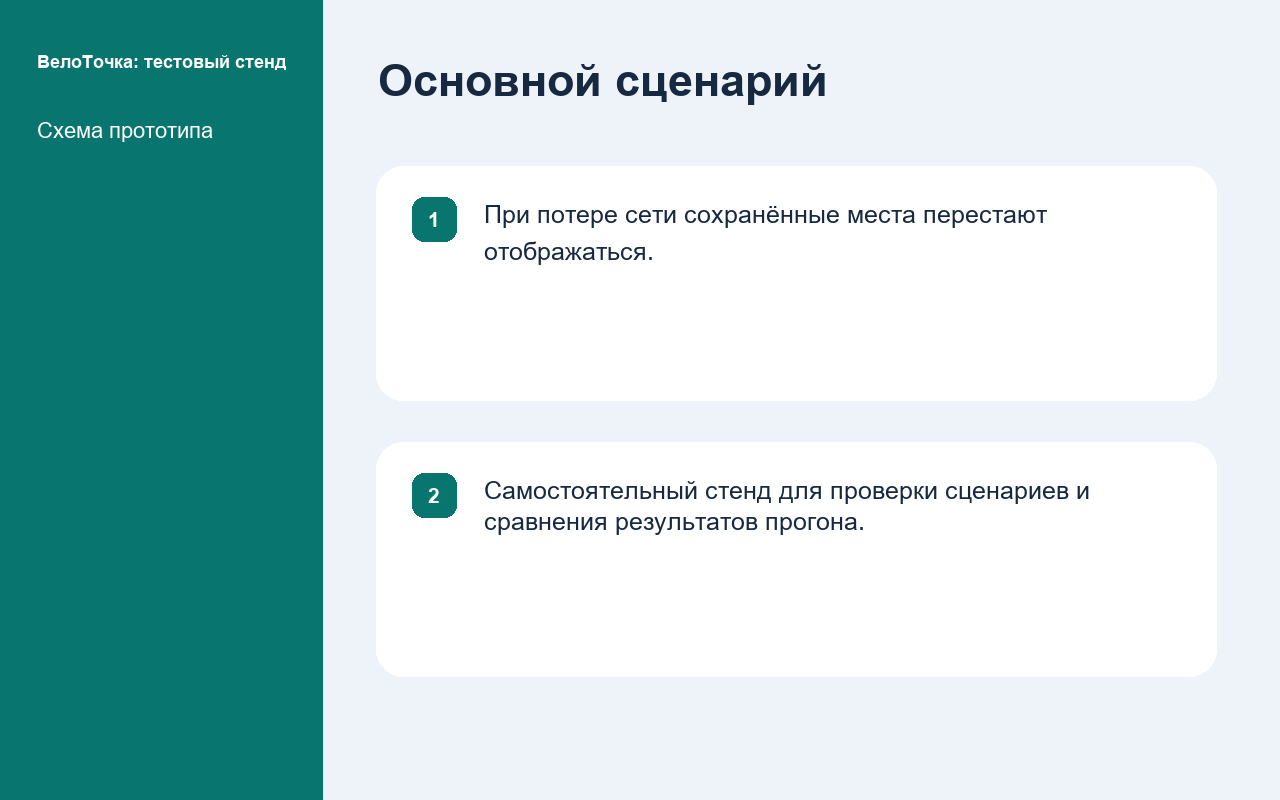 ВелоТочка: тестовый стенд
Схема прототипа
Основной сценарий
1
При потере сети сохранённые места перестают
отображаться.
2
Самостоятельный стенд для проверки сценариев и
сравнения результатов прогона.